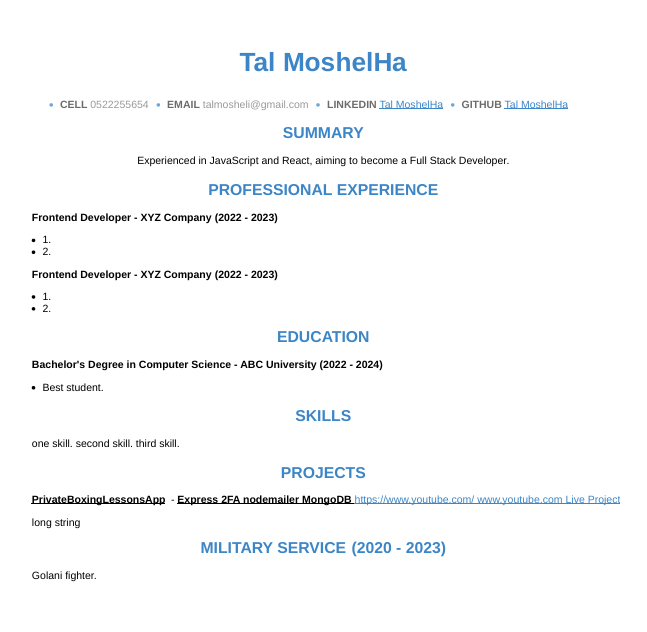 Tal MoshelHa
• CELL 0522255654 • EMAIL talmosheli@gmail.com • LINKEDIN Tal MoshelHa • GITHUB Tal MoshelHa
SUMMARY
Experienced in JavaScript and React, aiming to become a Full Stack Developer.
PROFESSIONAL EXPERIENCE
Frontend Developer - XYZ Company (2022 - 2023)
• 1.
• 2.
Frontend Developer - XYZ Company (2022 - 2023)
• 1.
• 2.
EDUCATION
Bachelor's Degree in Computer Science - ABC University (2022 - 2024)
• Best student.
SKILLS
one skill. second skill. third skill.
PROJECTS
PrivateBoxingLessonsApp - Express 2FA nodemailer MongoDB https://www.youtube.com/ www.youtube.com Live Project
long string
MILITARY SERVICE (2020 - 2023)
Golani fighter.